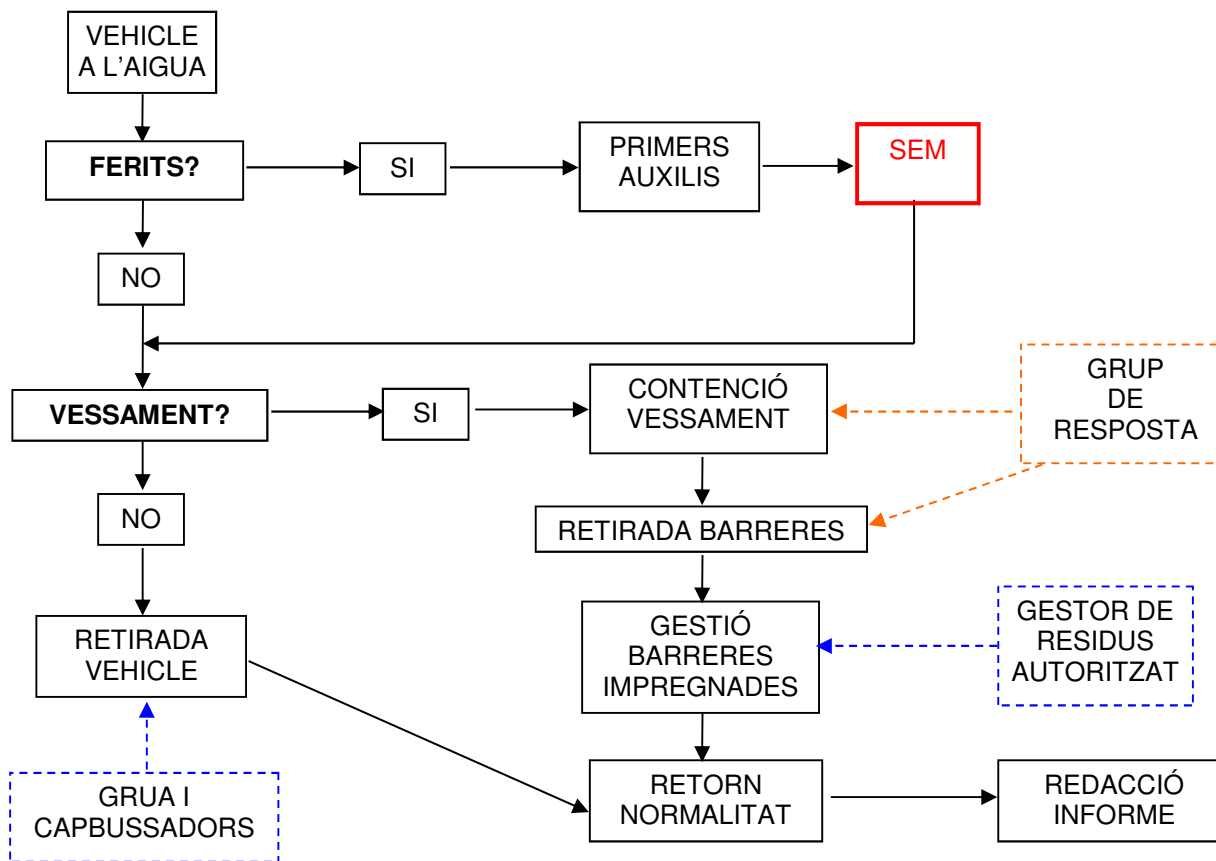 VEHICLE
A L'AIGUA
FERITS?
SI
PRIMERS
AUXILIS
SEM
NO
VESSAMENT?
SI
CONTENCIÓ
VESSAMENT
GRUP
DE
RESPOSTA
NO
RETIRADA BARRERES
RETIRADA
VEHICLE
GESTIÓ
BARRERES
IMPREGNADES
GESTOR DE
RESIDUS
AUTORITZAT
GRUA I
CAPBUSSADORS
RETORN
NORMALITAT
REDACCIÓ
INFORME